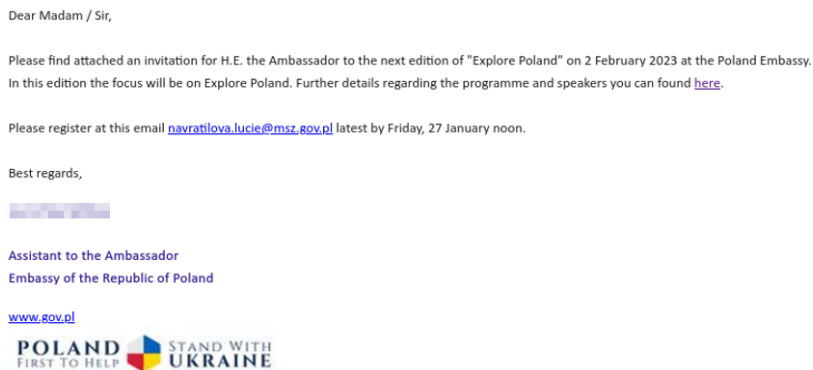 Dear Madam / Sir,
Please find attached an invitation for H.E. the Ambassador to the next edition of "Explore Poland" on 2 February 2023 at the Poland Embassy.
In this edition the focus will be on Explore Poland. Further details regarding the programme and speakers you can found here.
Please register at this email navratilova.lucie@msz.gov.pl latest by Friday, 27 January noon.
Best regards,
Assistant to the Ambassador
Embassy of the Republic of Poland
www.gov.pl
POLAND STAND WITH
FIRST TO HELP UKRAINE